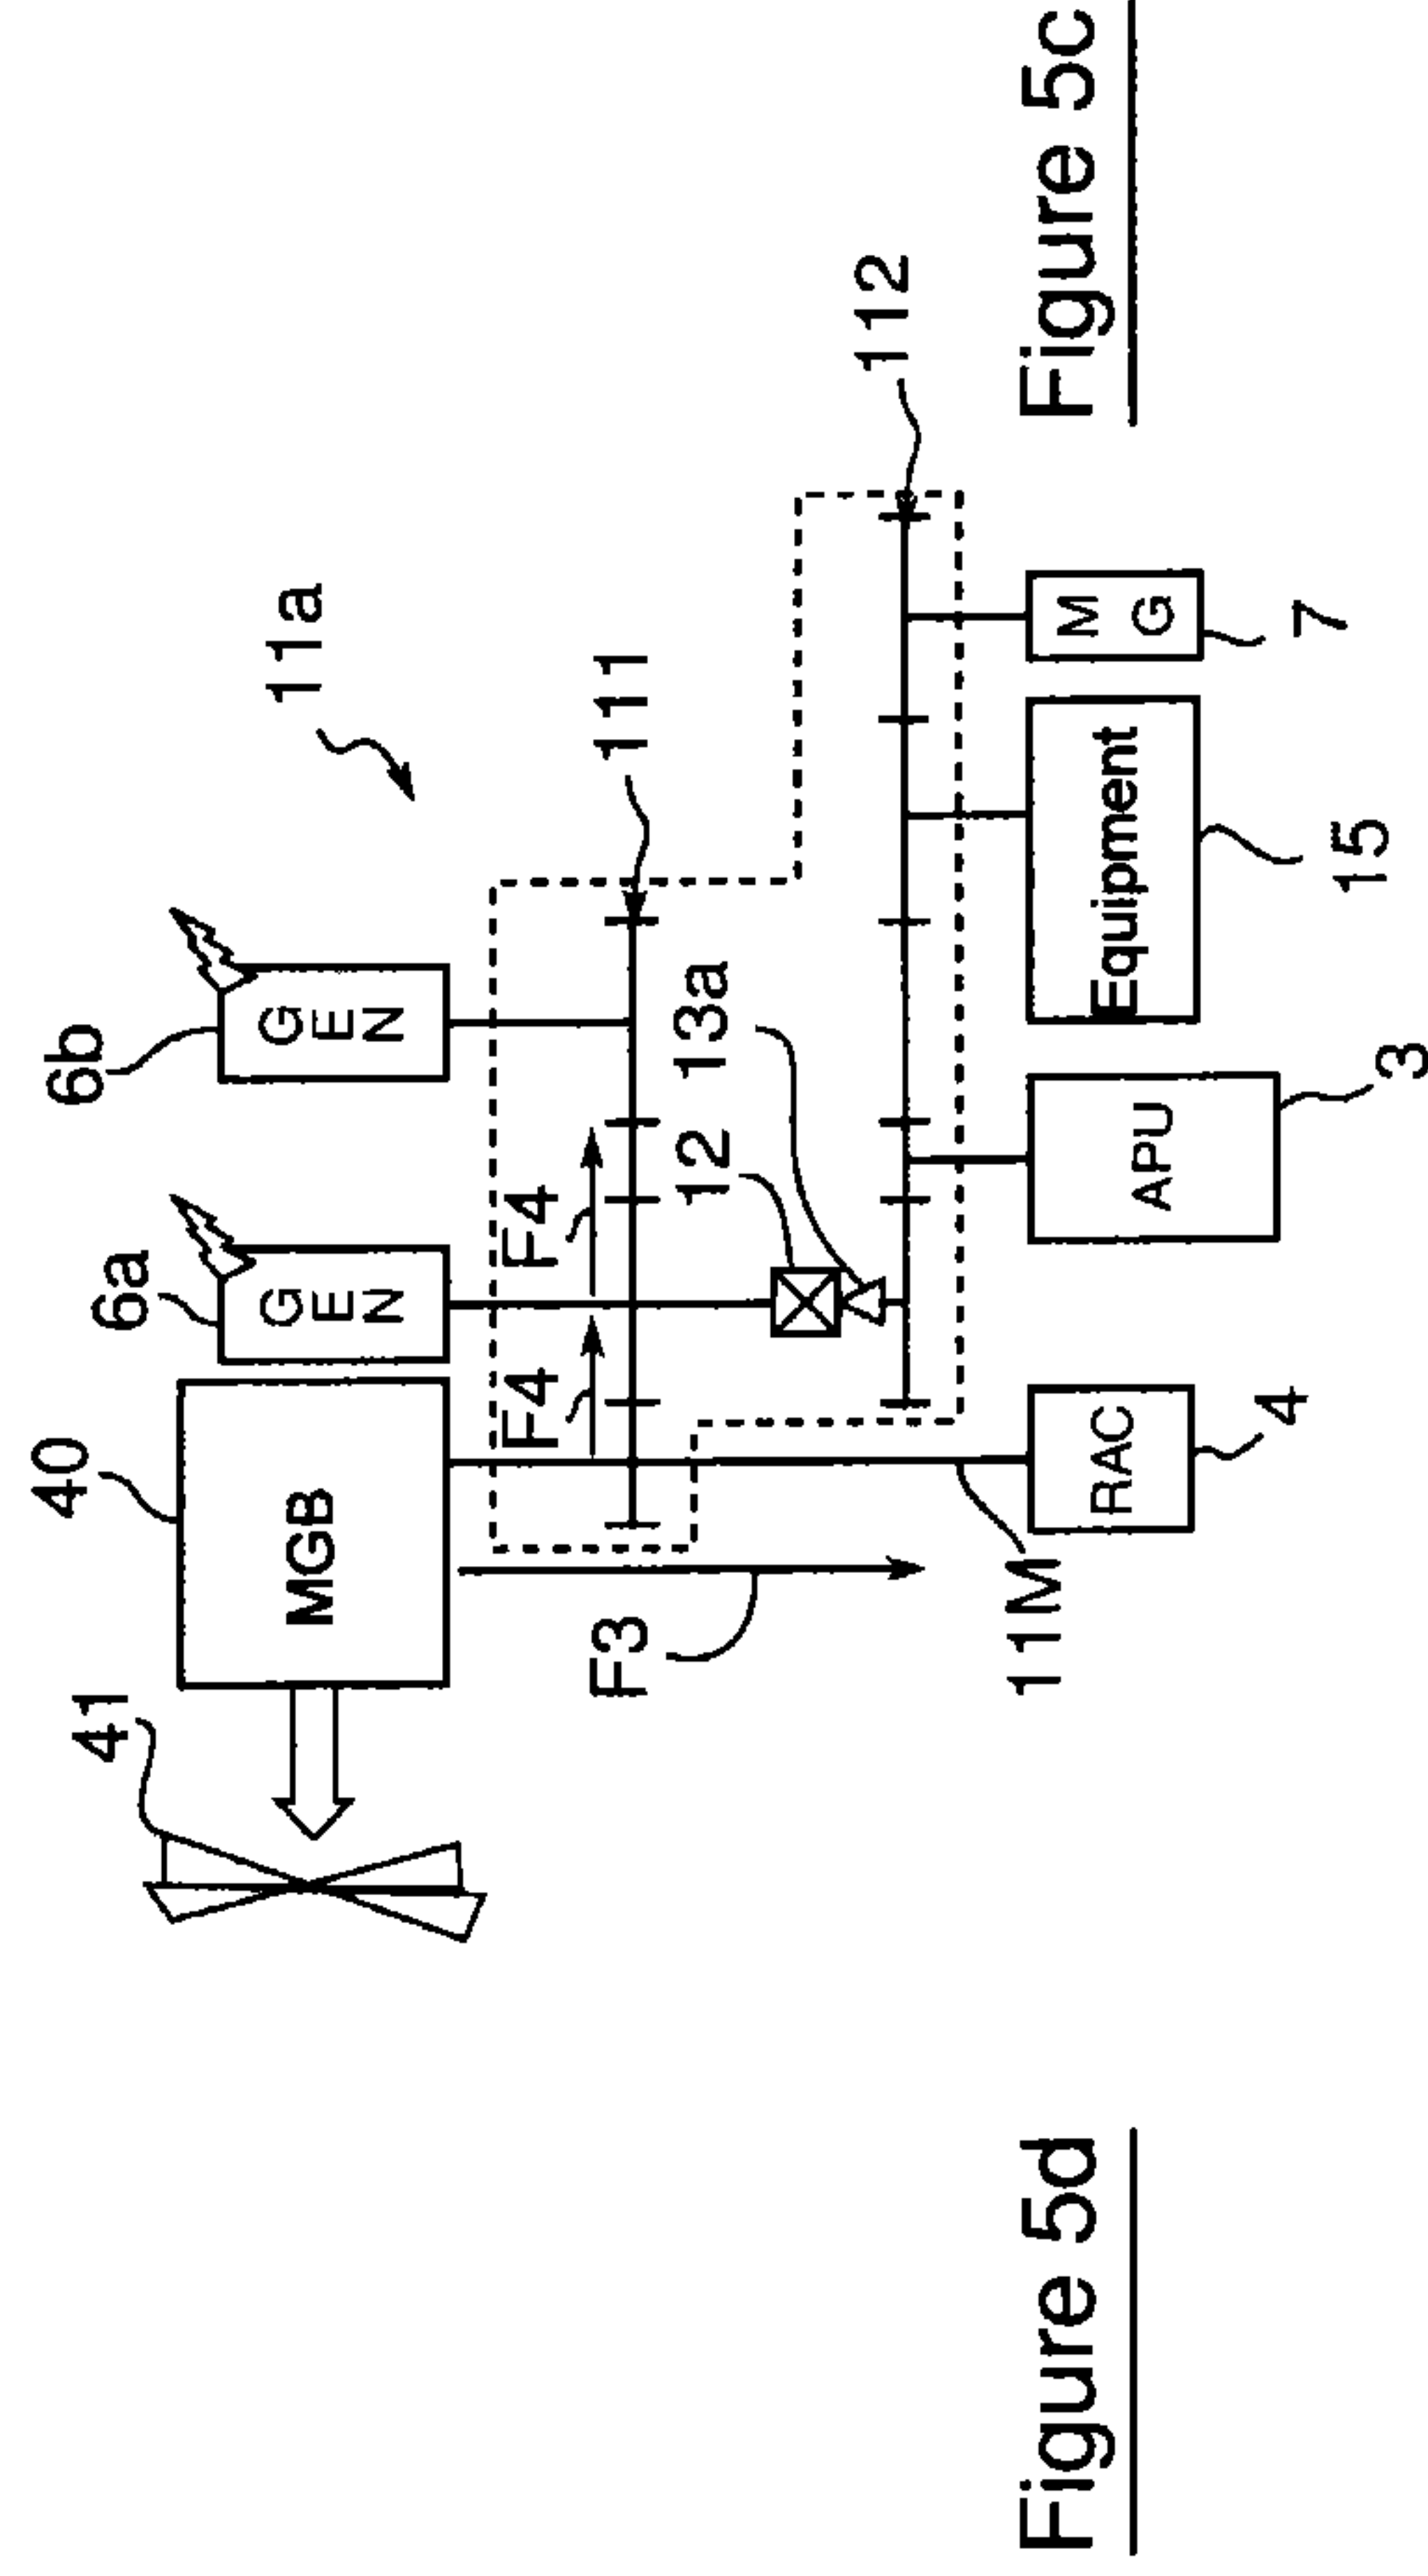 41
40
MGB
6a
GEN
6b
GEN
11a
F3
F4
F4
111
12
13a
112
11M
RAC
4
APU
3
Equipment
15
M G
7
Figure 5d
Figure 5c